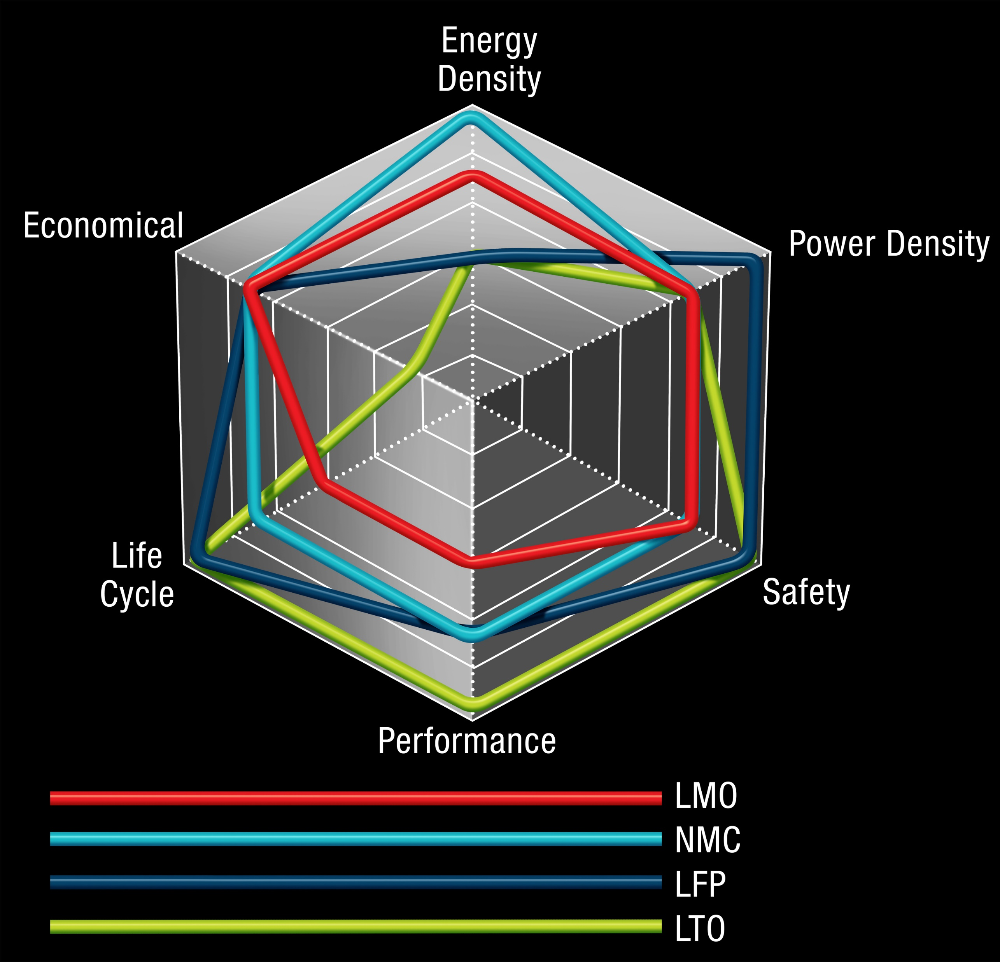 Energy
Density
Economical
Power Density
Life
Cycle
Safety
Performance
LMO
NMC
LFP
LTO